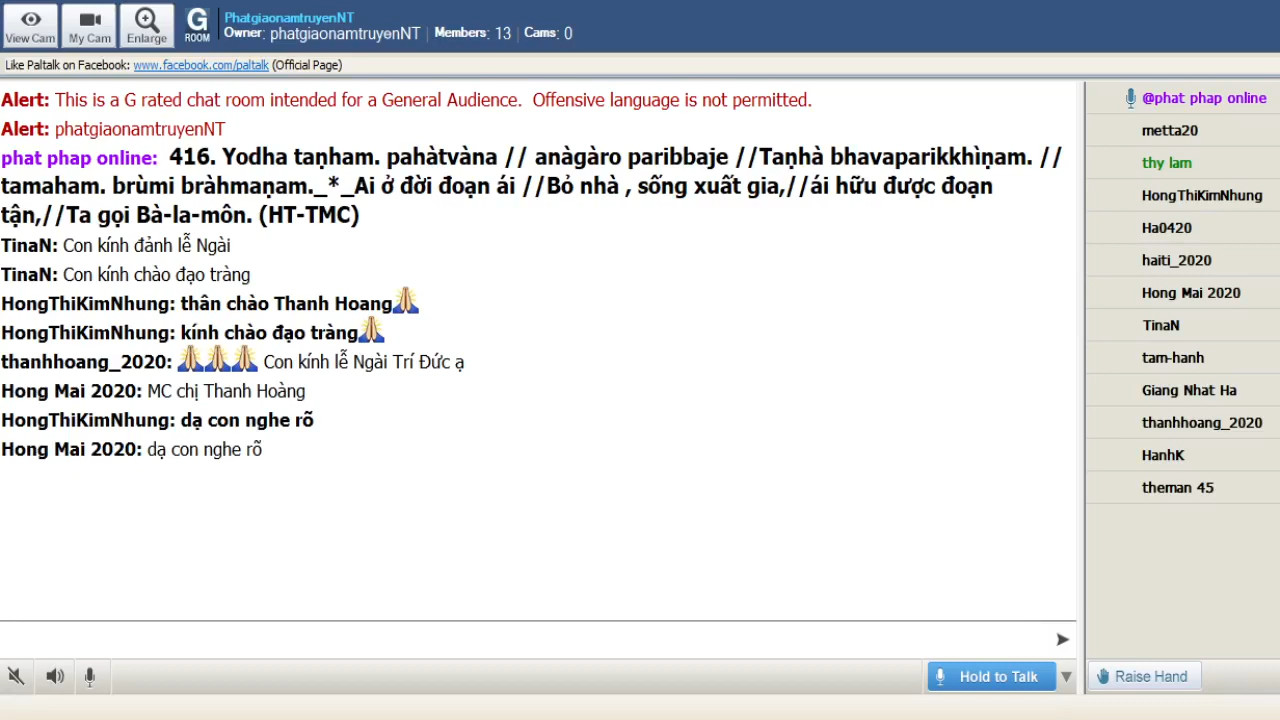 View Cam
My Cam
Enlarge
G
ROOM
PhatgiaonamtruyenNT
Owner: phatgiaonamtruyenNT | Members: 13 | Cams: 0
Like Paltalk on Facebook: www.facebook.com/paltalk (Official Page)
Alert: This is a G rated chat room intended for a General Audience.  Offensive language is not permitted.
Alert: phatgiaonamtruyenNT
phat phap online: 416. Yodha taṇham. pahàtvàna // anàgàro paribbaje //Taṇhà bhavaparikkhìṇam. //
tamaham. brùmi bràhmaṇam._*_Ai ở đời đoạn ái //Bỏ nhà , sống xuất gia,//ái hữu được đoạn
tận,//Ta gọi Bà-la-môn. (HT-TMC)
TinaN: Con kính đảnh lễ Ngài
TinaN: Con kính chào đạo tràng
HongThiKimNhung: thân chào Thanh Hoang
HongThiKimNhung: kính chào đạo tràng
thanhhoang_2020: Con kính lễ Ngài Trí Đức ạ
Hong Mai 2020: MC chị Thanh Hoàng
HongThiKimNhung: dạ con nghe rõ
Hong Mai 2020: dạ con nghe rõ
Hold to Talk
@phat phap online
metta20
thy lam
HongThiKimNhung
Ha0420
haiti_2020
Hong Mai 2020
TinaN
tam-hanh
Giang Nhat Ha
thanhhoang_2020
HanhK
theman 45
Raise Hand